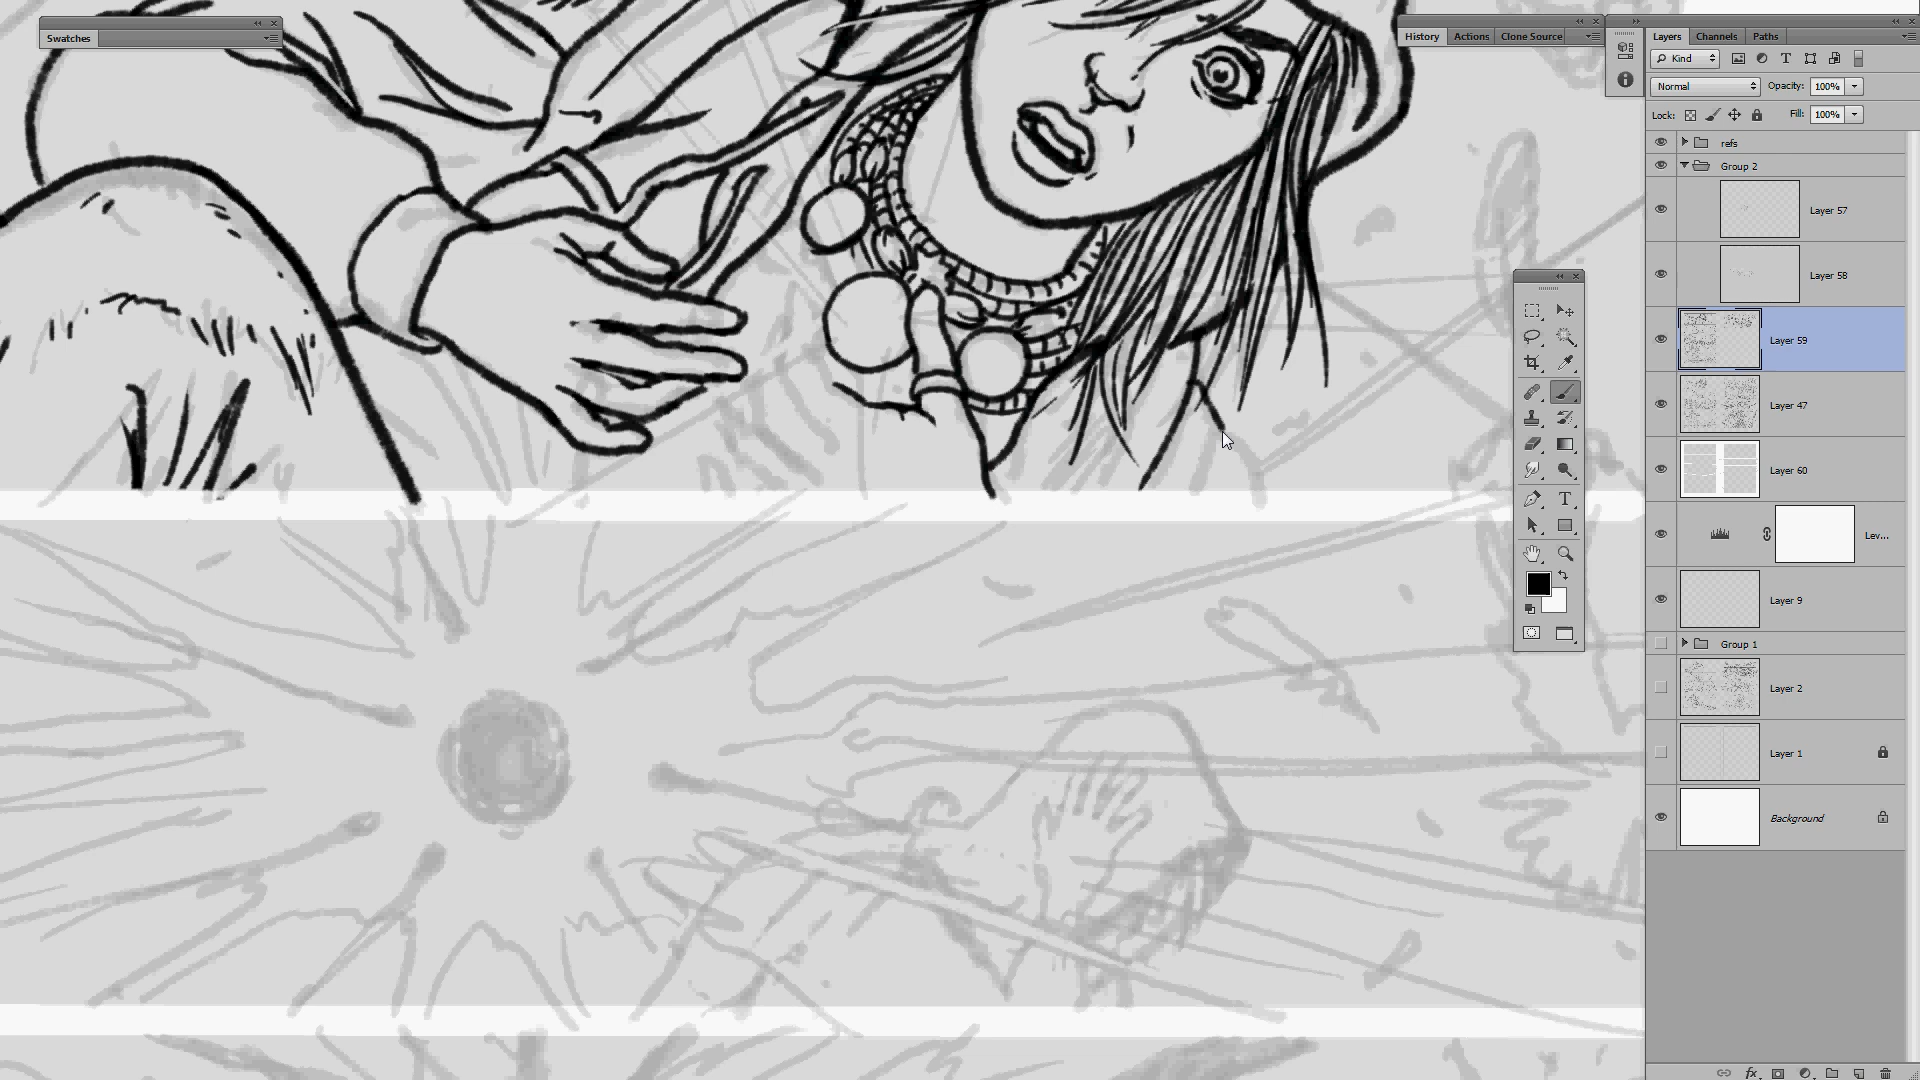 Swatches
History Actions Clone Source
Layers Channels Paths
Kind
Normal Opacity: 100%
Lock: Fill: 100%
refs
Group 2
Layer 57
Layer 58
Layer 59
Layer 47
Layer 60
Lev...
Layer 9
Group 1
Layer 2
Layer 1
Background
fx